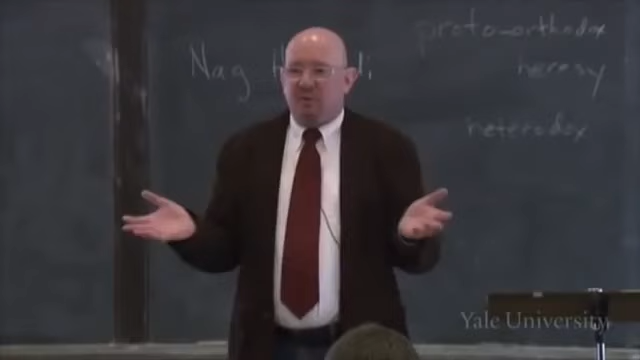 proto-orthodox
Nag
heresy
heterodox
Yale University